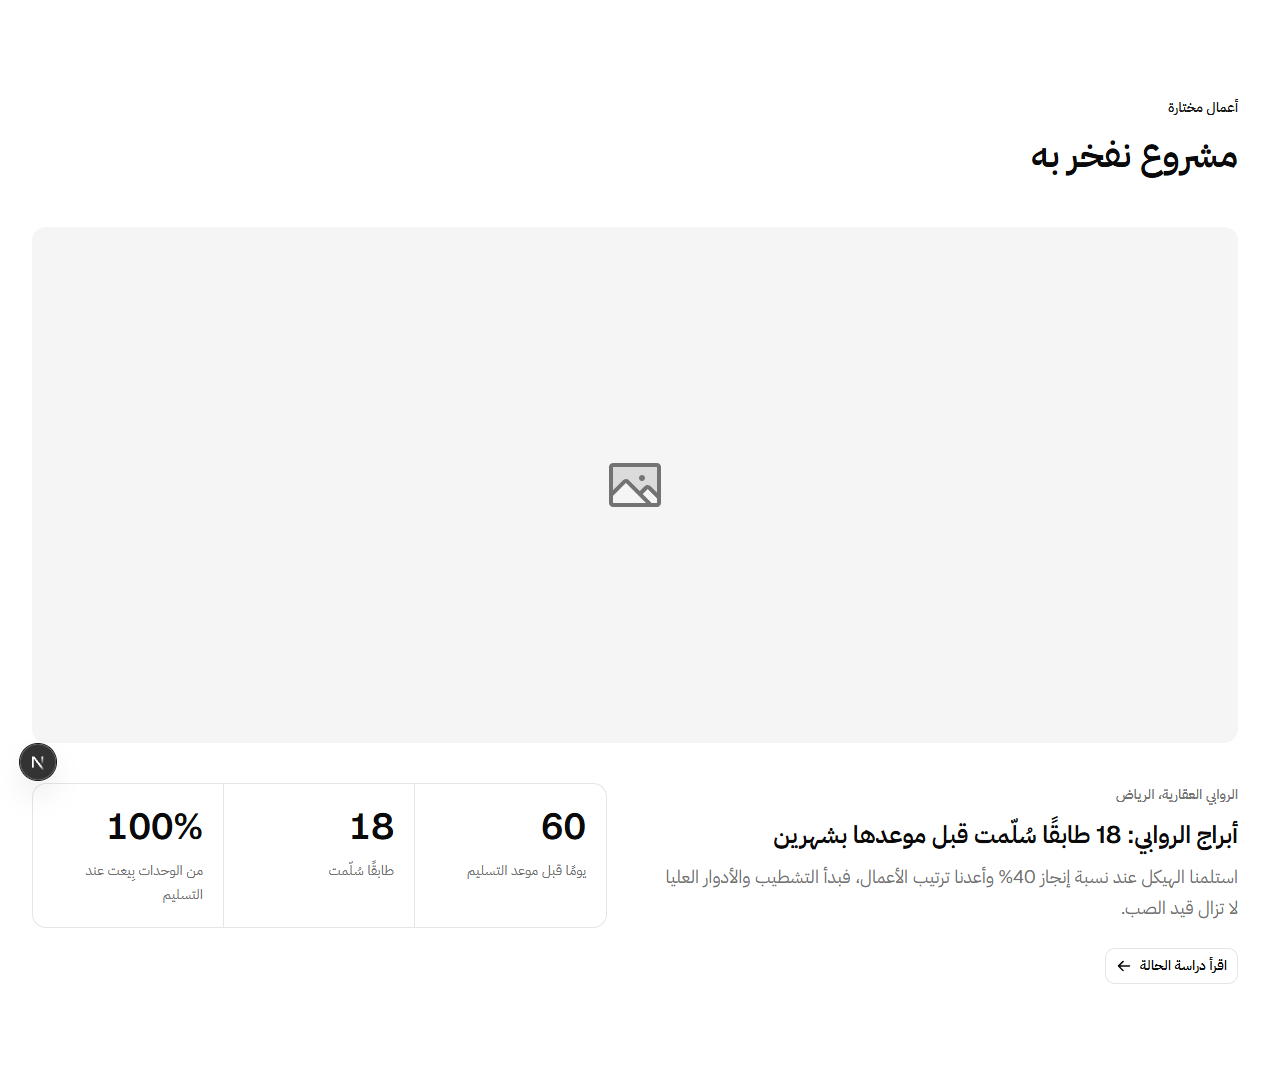 أعمال مختارة
مشروع نفخر به
الروابي العقارية، الرياض
أبراج الروابي: 18 طابقًا سُلّمت قبل موعدها بشهرين
استلمنا الهيكل عند نسبة إنجاز 40% وأعدنا ترتيب الأعمال، فبدأ التشطيب والأدوار العليا
لا تزال قيد الصب.
اقرأ دراسة الحالة
60
يومًا قبل موعد التسليم
18
طابقًا سُلّمت
100%
من الوحدات بِيعت عند
التسليم
N